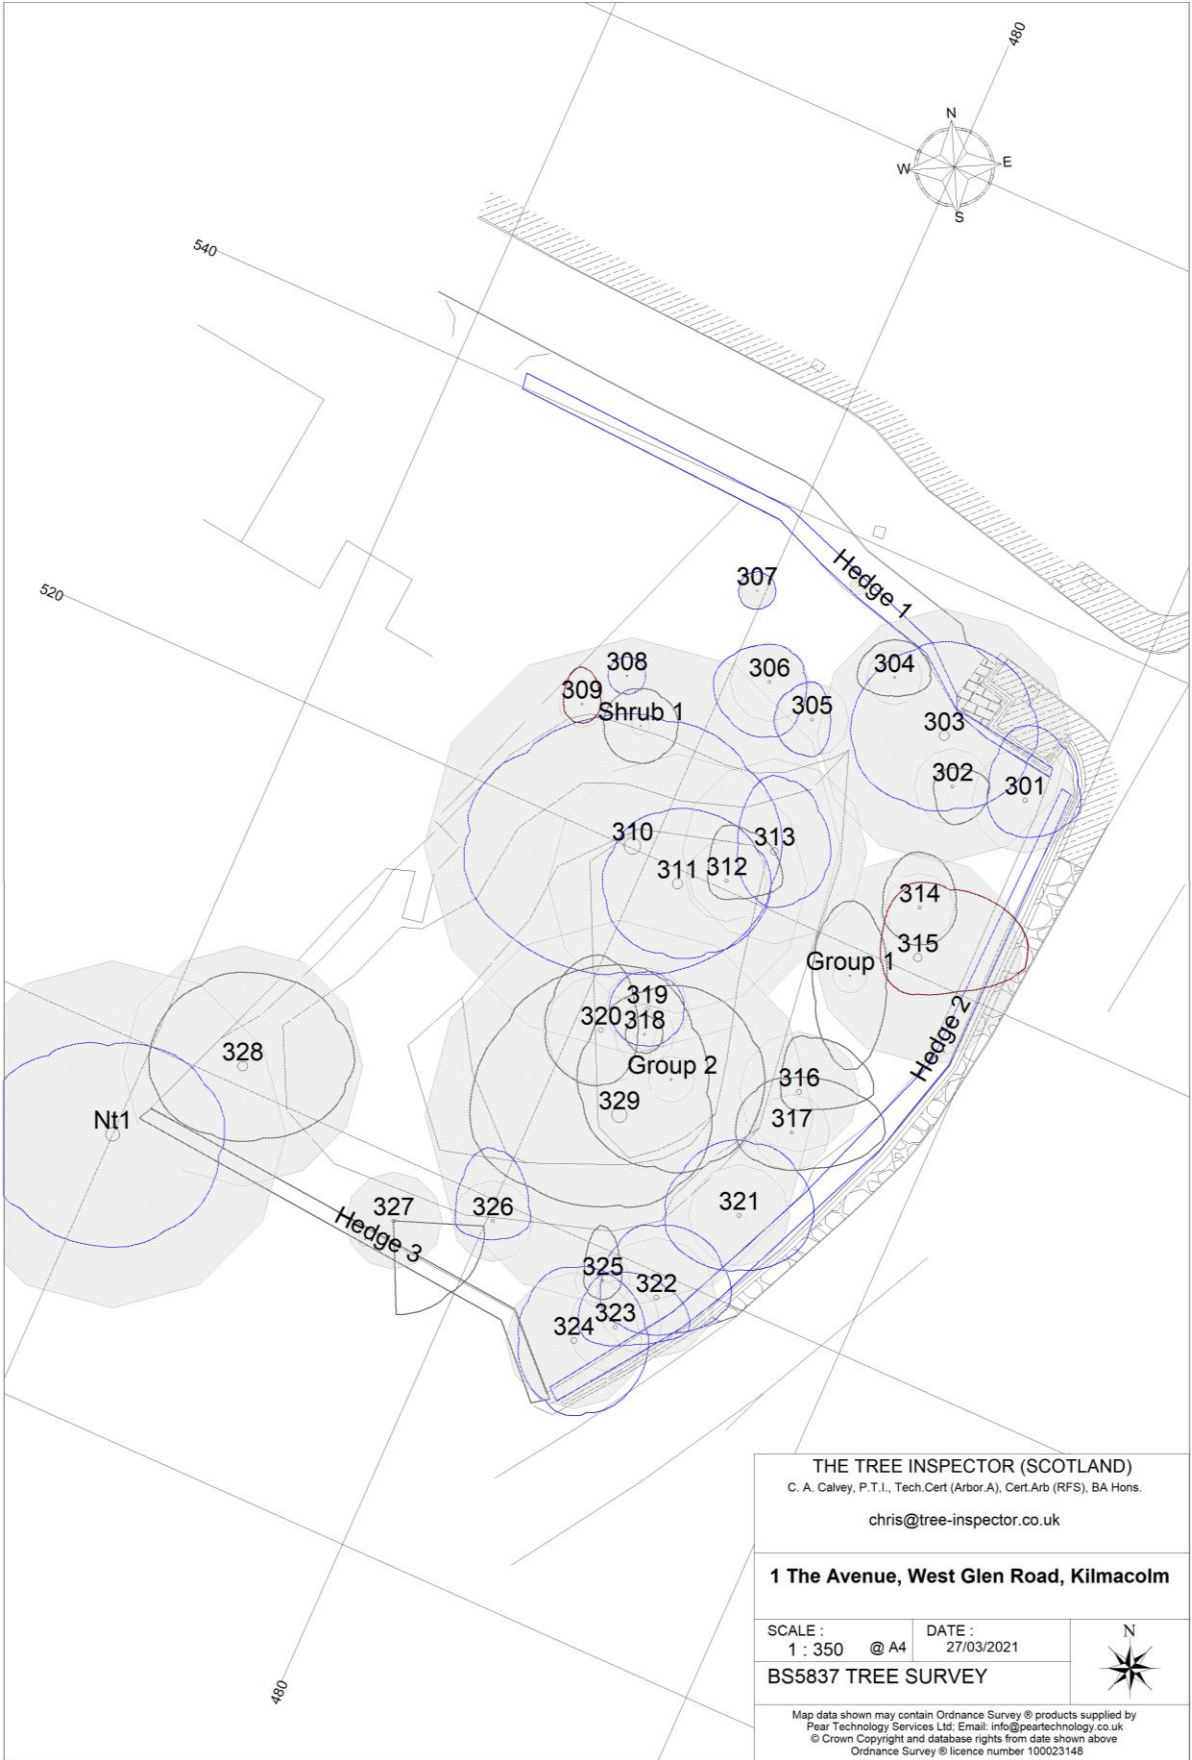 480
N
W
E
S
540
520
Hedge 1
307
308
309
Shrub 1
306
304
305
303
302
301
310
313
311
312
314
315
Group 1
319
320
318
Group 2
Hedge 2
328
316
329
317
Nt1
327
326
321
Hedge 3
325
322
323
324
480
THE TREE INSPECTOR (SCOTLAND)
C. A. Calvey, P.T.I., Tech.Cert (Arbor.A), Cert.Arb (RFS), BA Hons.
chris@tree-inspector.co.uk
1 The Avenue, West Glen Road, Kilmacolm
SCALE :
1 : 350 @ A4
DATE :
27/03/2021
N
BS5837 TREE SURVEY
Map data shown may contain Ordnance Survey ® products supplied by
Pear Technology Services Ltd; Email: info@peartechnology.co.uk
© Crown Copyright and database rights from date shown above
Ordnance Survey ® licence number 100023148